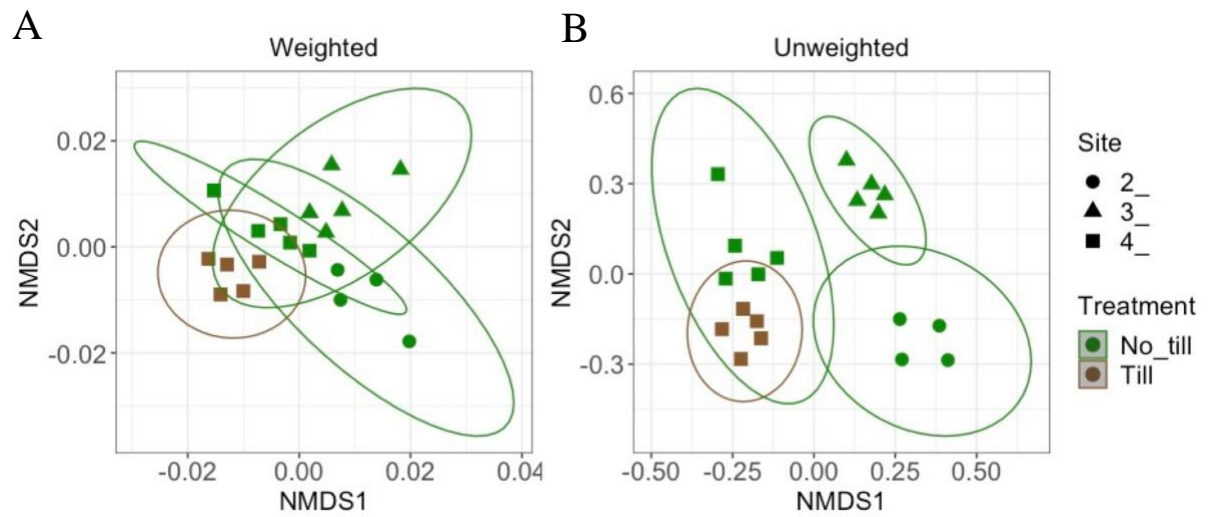 A
B
Weighted
Unweighted
NMDS2
0.02
0.00
-0.02
-0.02
0.00
0.02
0.04
NMDS1
NMDS2
0.6
0.3
0.0
-0.3
-0.50
-0.25
0.00
0.25
0.50
NMDS1
Site
2_
3_
4_
Treatment
No_till
Till